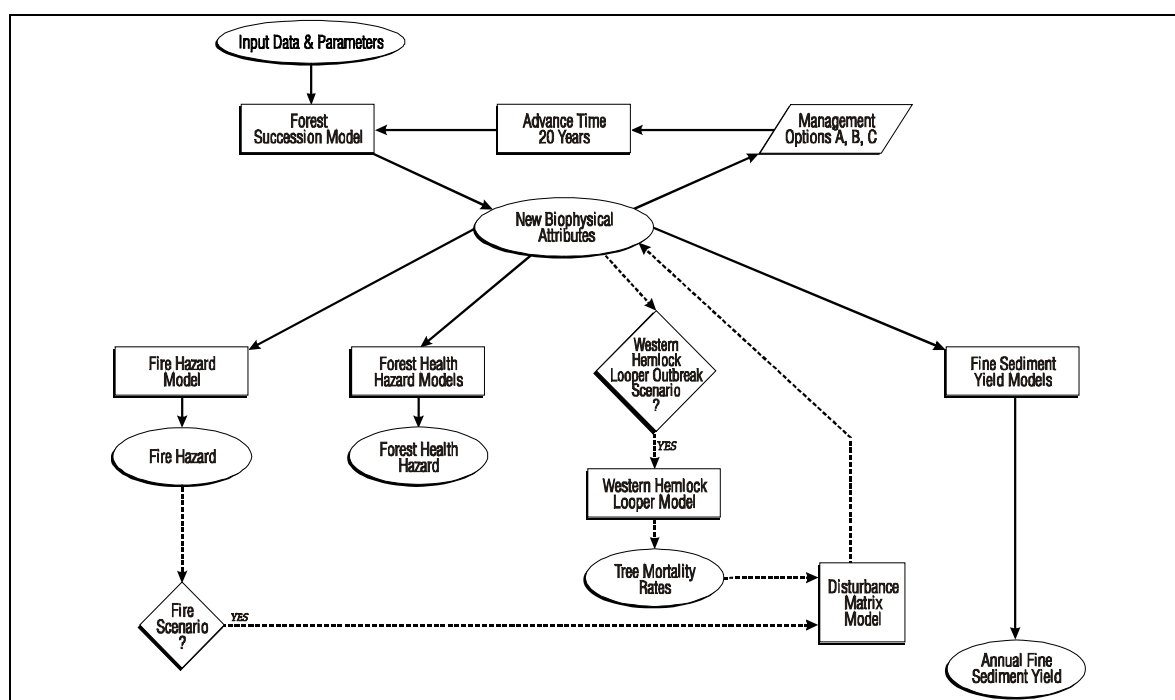 Input Data & Parameters
Forest
Succession Model
Advance Time
20 Years
Management
Options A, B, C
New Biophysical
Attributes
Fire Hazard
Model
Forest Health
Hazard Models
Western
Hemlock
Looper Outbreak
Scenario
?
Fine Sediment
Yield Models
Fire Hazard
Forest Health
Hazard
YES
Western Hemlock
Looper Model
Tree Mortality
Rates
Disturbance
Matrix
Model
Fire
Scenario
?
YES
Annual Fine
Sediment Yield